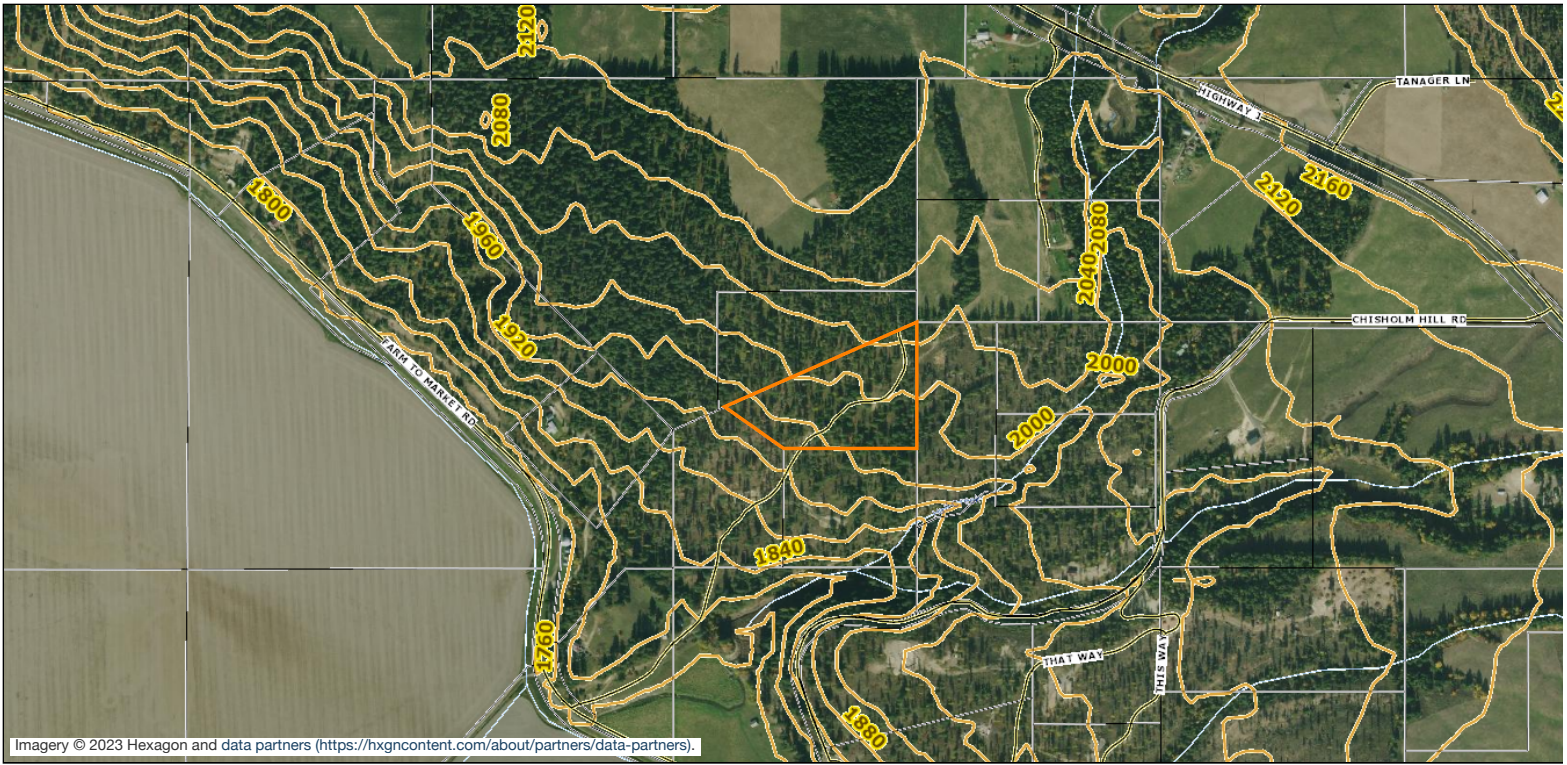 2120
2080
TANAGER LN
HIGHWAY 1
1800
2160
2120
1960
2080
2040
CHISHOLM HILL RD
1920
FARM TO MARKET RD
2000
2000
1840
1760
THAT WAY
THIS WAY
1880
Imagery © 2023 Hexagon and data partners (https://hxgncontent.com/about/partners/data-partners).